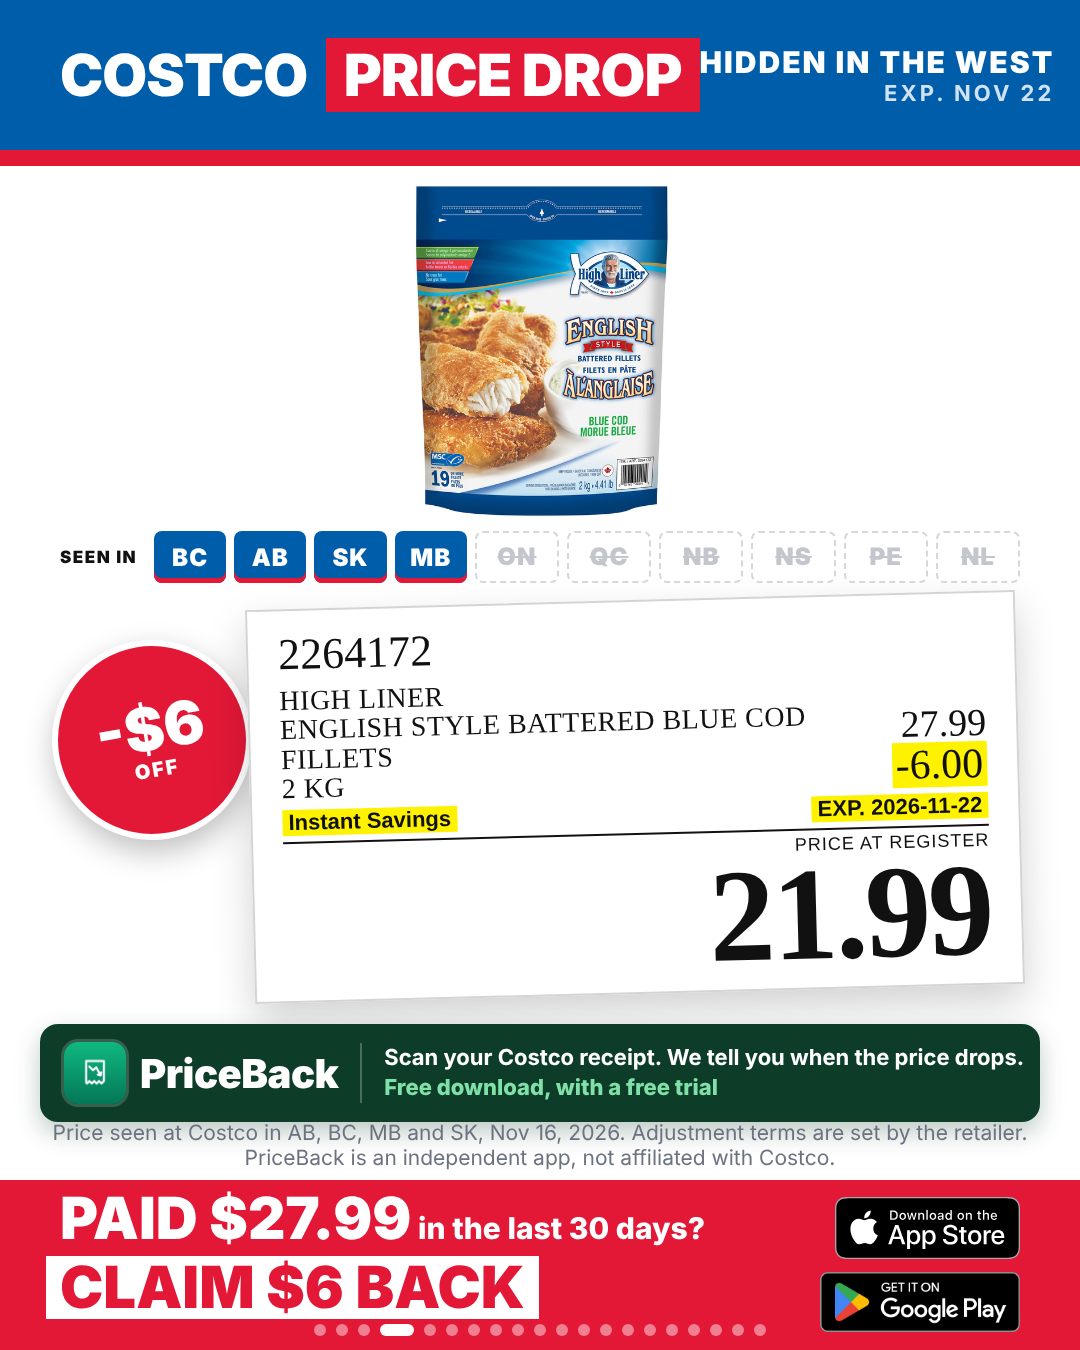 COSTCO PRICE DROP
HIDDEN IN THE WEST
EXP. NOV 22
High Liner
ENGLISH
STYLE
BATTERED FILLETS
FILETS EN PÂTE
À L'ANGLAISE
BLUE COD
MORUE BLEUE
MSC
19
2 kg • 4.41 lb
SEEN IN BC AB SK MB ON QC NB NS PE NL
-$6
OFF
2264172
HIGH LINER
ENGLISH STYLE BATTERED BLUE COD
FILLETS
2 KG
27.99
-6.00
Instant Savings
EXP. 2026-11-22
PRICE AT REGISTER
21.99
PriceBack
Scan your Costco receipt. We tell you when the price drops.
Free download, with a free trial
Price seen at Costco in AB, BC, MB and SK, Nov 16, 2026. Adjustment terms are set by the retailer.
PriceBack is an independent app, not affiliated with Costco.
PAID $27.99 in the last 30 days?
CLAIM $6 BACK
Download on the
App Store
GET IT ON
Google Play